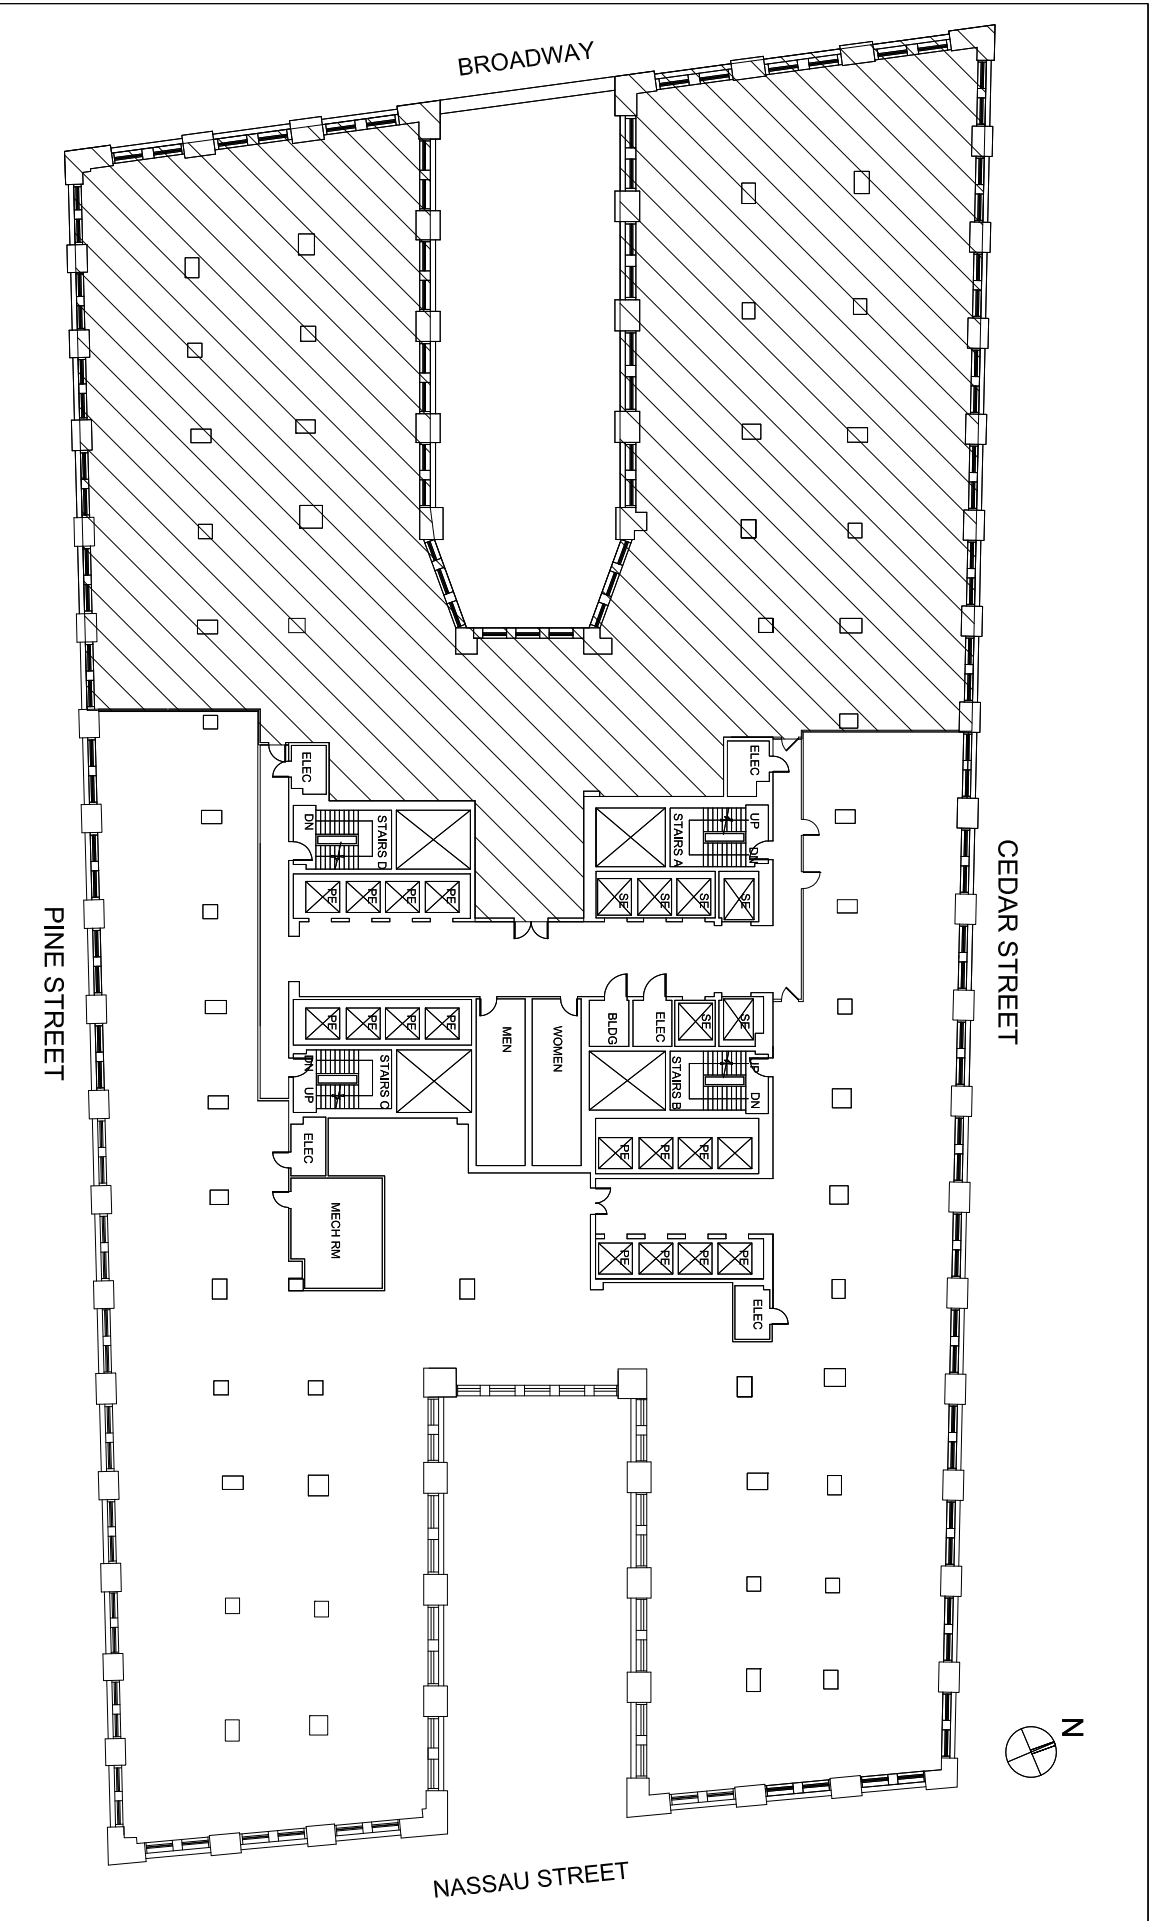 BROADWAY
ELEC
ELEC
DN
STAIRS D
STAIRS A
UP
DN
PE
PE
PE
PE
SE
SE
SE
SE
CEDAR STREET
PINE STREET
PE
PE
PE
PE
MEN
WOMEN
BLDG
ELEC
SE
SE
DN
UP
STAIRS C
STAIRS B
UP
DN
ELEC
PE
PE
PE
MECH RM
PE
PE
PE
PE
ELEC
N
NASSAU STREET